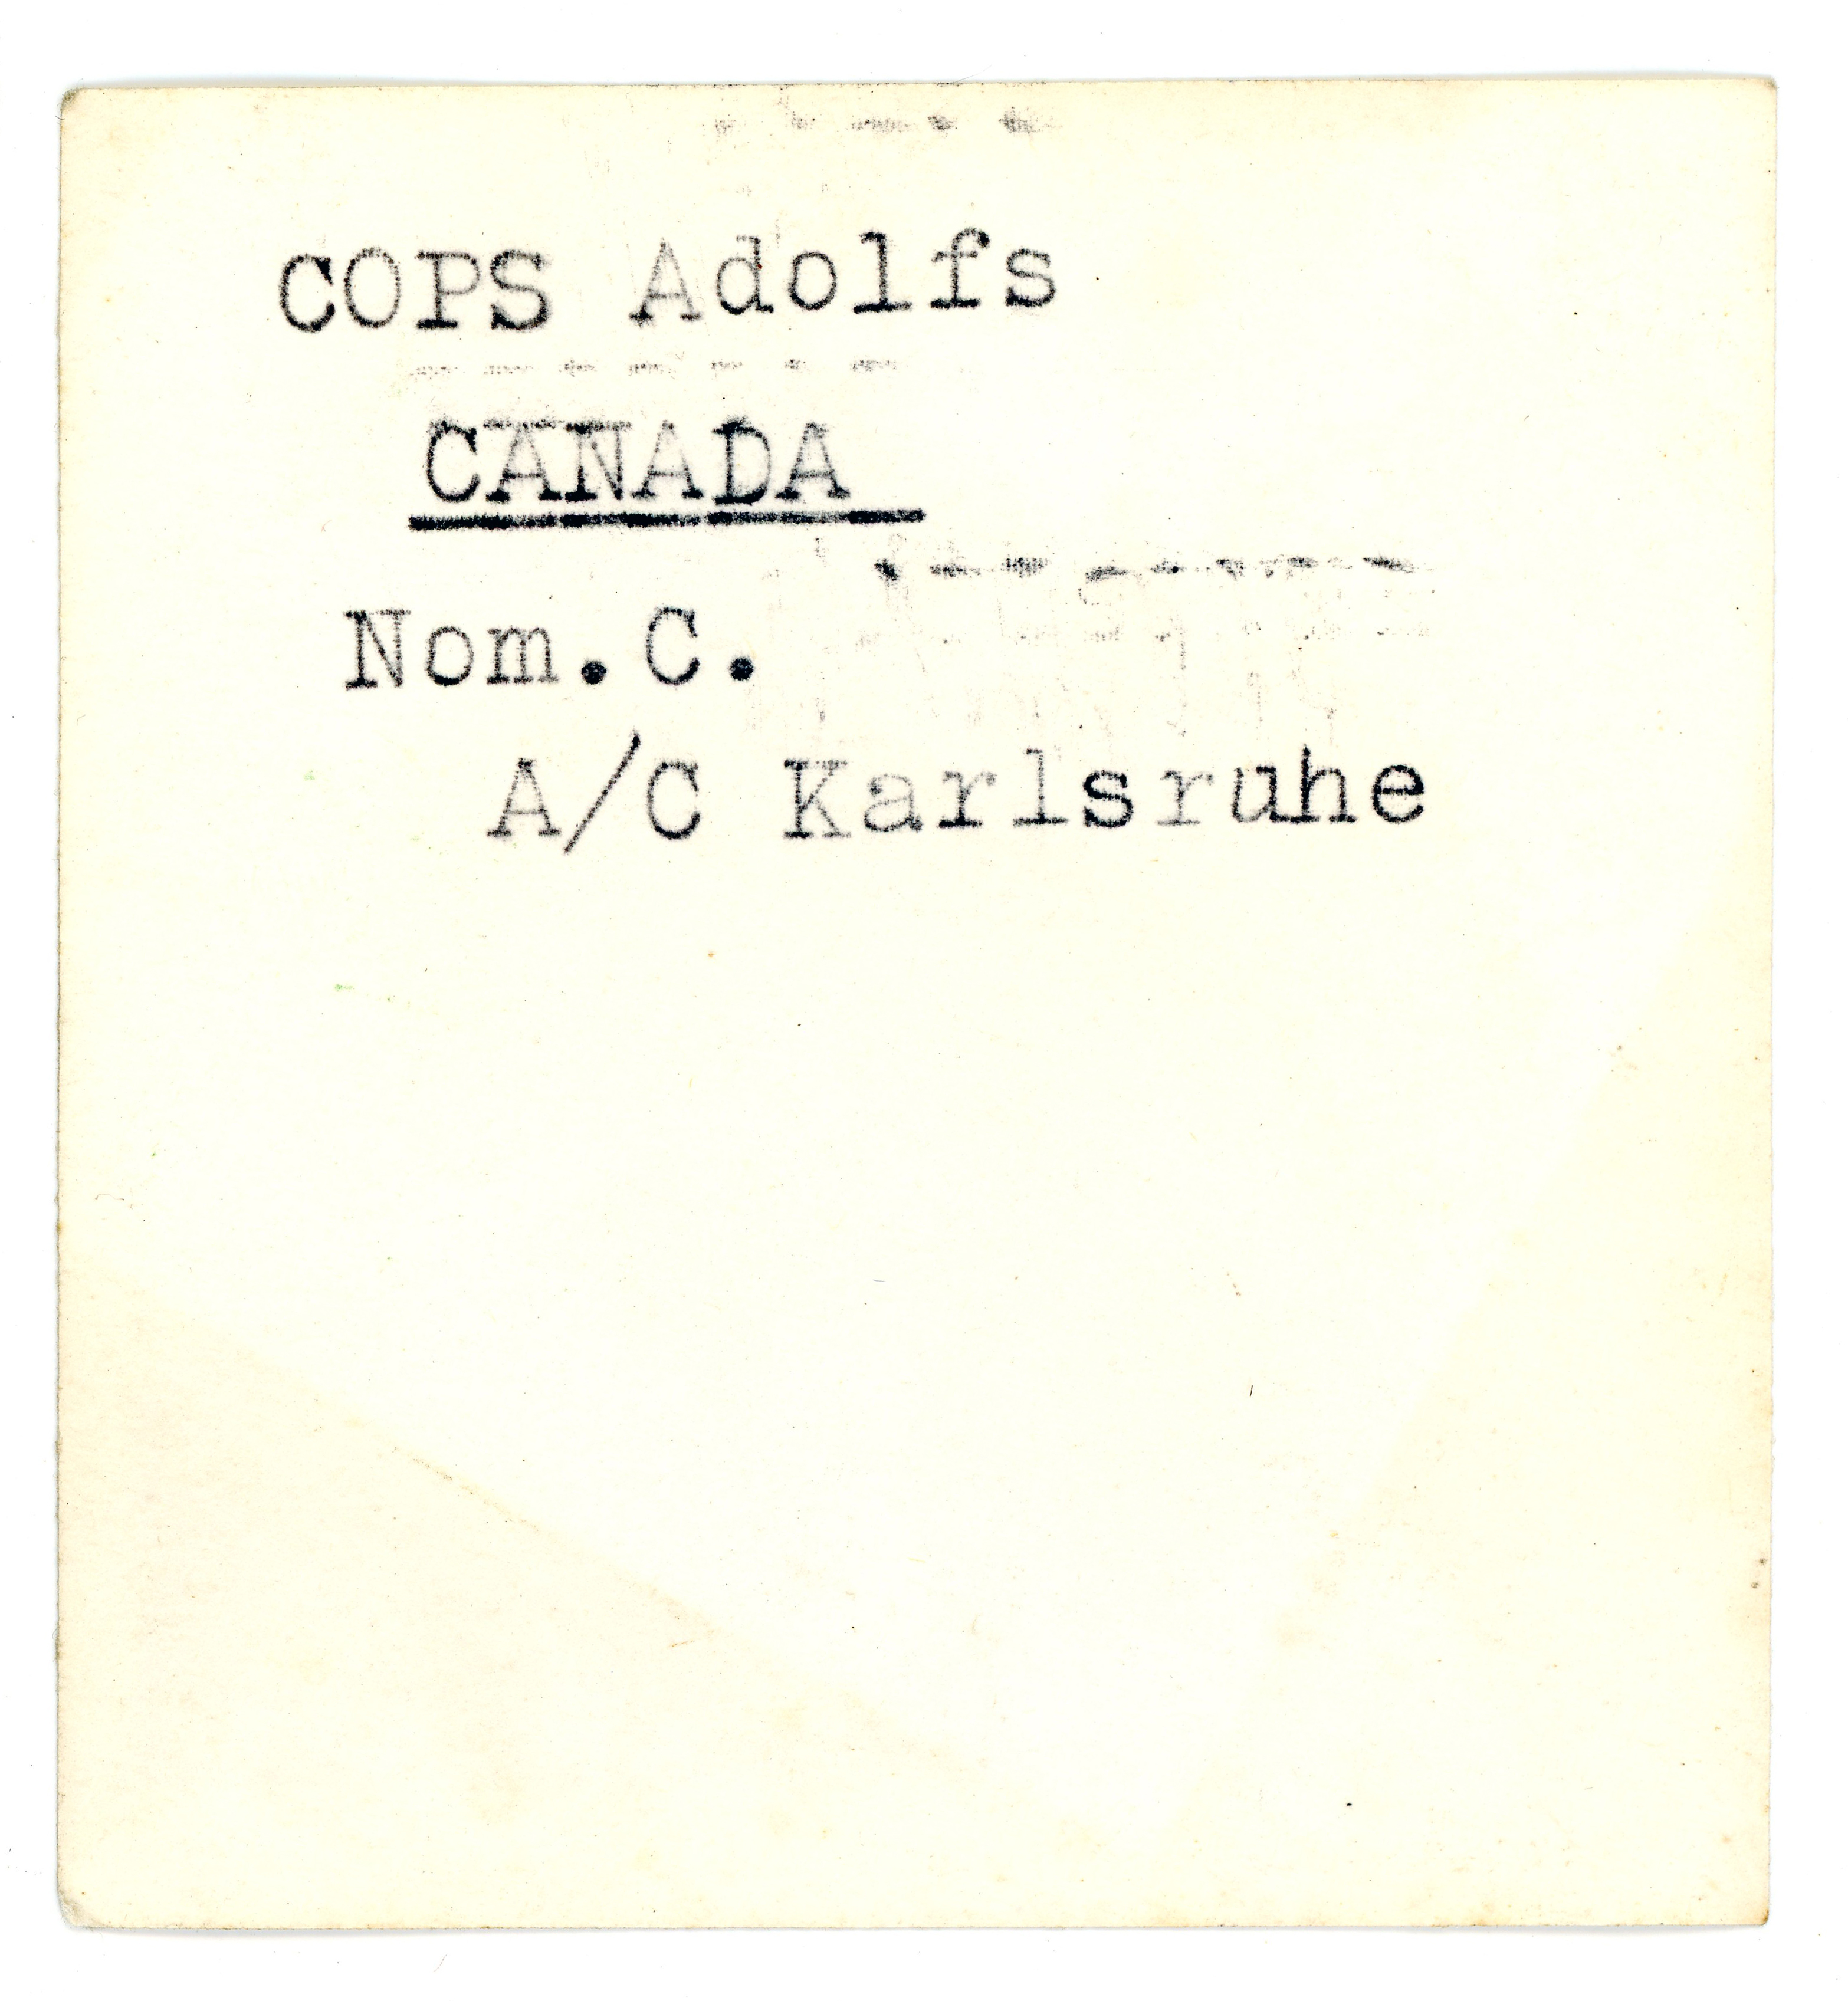 COPS Adolfs
CANADA
Nom.C.
A/C Karlsruhe